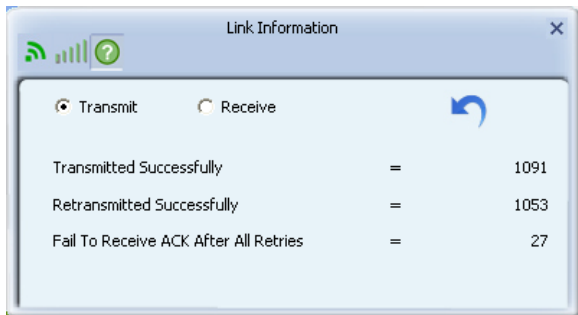 Link Information
Transmit Receive
Transmitted Successfully = 1091
Retransmitted Successfully = 1053
Fail To Receive ACK After All Retries = 27